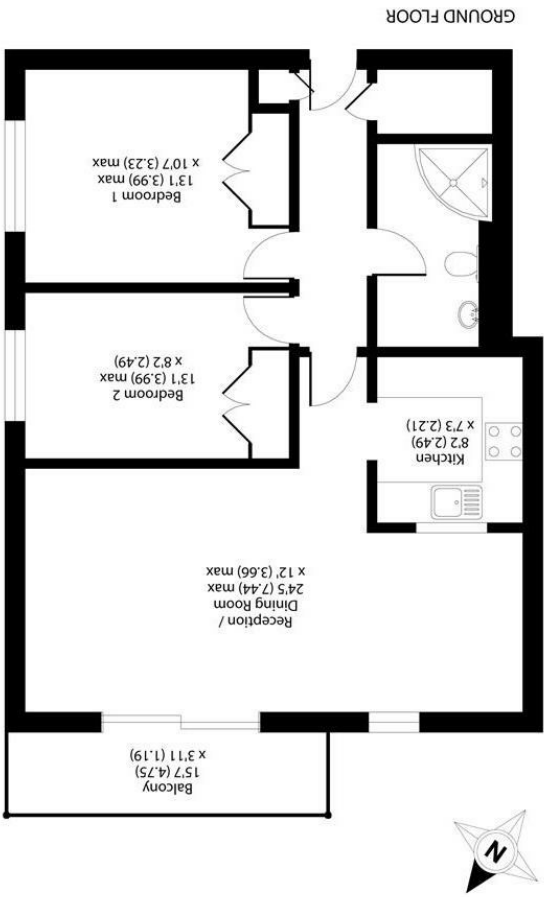 N
Balcony
15'7 (4.75)
x 3'11 (1.19)
Reception /
Dining Room
24'5 (7.44) max
x 12' (3.66) max
Kitchen
8'2 (2.49)
x 7'3 (2.21)
Bedroom 2
13'1 (3.99) max
x 8'2 (2.49)
Bedroom 1
13'1 (3.99) max
x 10'7 (3.23) max
GROUND FLOOR